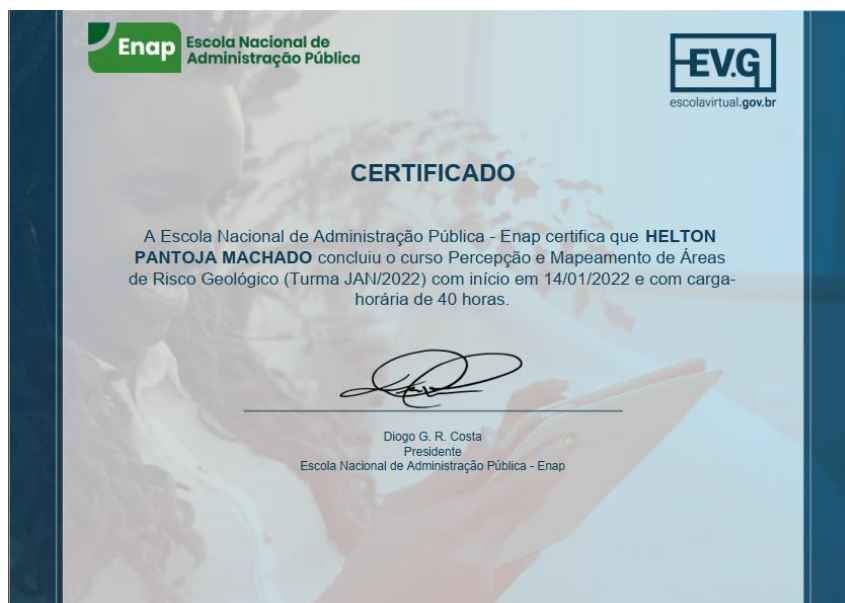 Enap Escola Nacional de
Administração Pública
EV.G
escolavirtual.gov.br
CERTIFICADO
A Escola Nacional de Administração Pública - Enap certifica que HELTON
PANTOJA MACHADO concluiu o curso Percepção e Mapeamento de Áreas
de Risco Geológico (Turma JAN/2022) com início em 14/01/2022 e com carga-
horária de 40 horas.
Diogo G. R. Costa
Presidente
Escola Nacional de Administração Pública - Enap